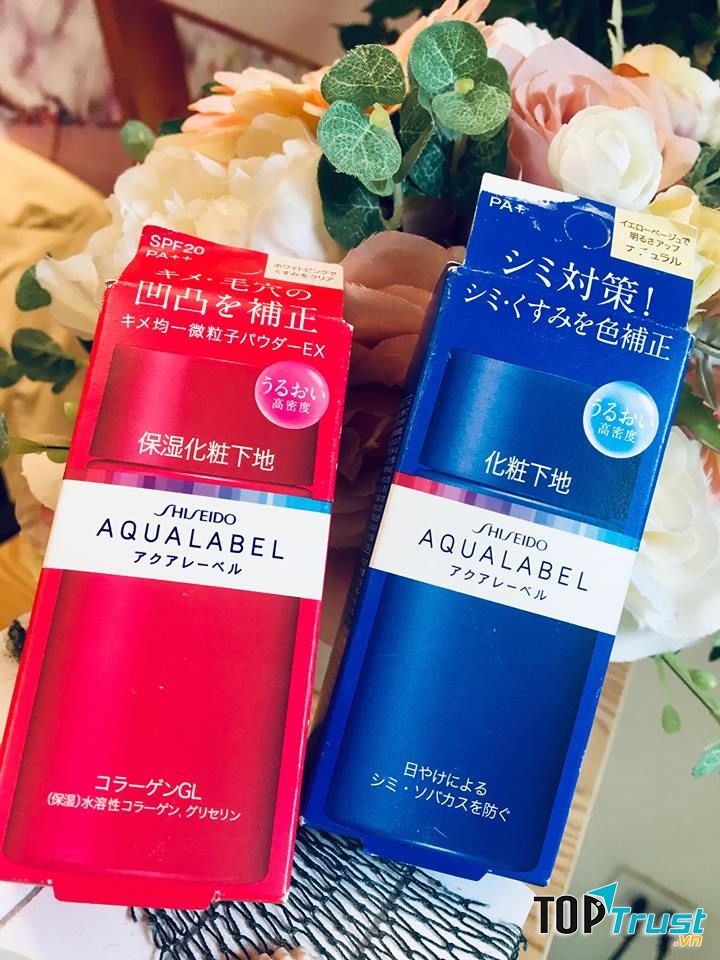 SPF20
PA++
ホワイトピンクで
くすみをクリア
キメ・毛穴の
凹凸を補正
キメ均一微粒子パウダーEX
うるおい
高密度
保湿化粧下地
SHISEIDO
AQUALABEL
アクアレーベル
コラーゲンGL
(保湿)水溶性コラーゲン, グリセリン
PA++
イエローベージュで
明るさアップ
ナチュラル
シミ対策!
シミ・くすみを色補正
うるおい
高密度
化粧下地
SHISEIDO
AQUALABEL
アクアレーベル
日やけによる
シミ・ソバカスを防ぐ
TOPTrust
.vn